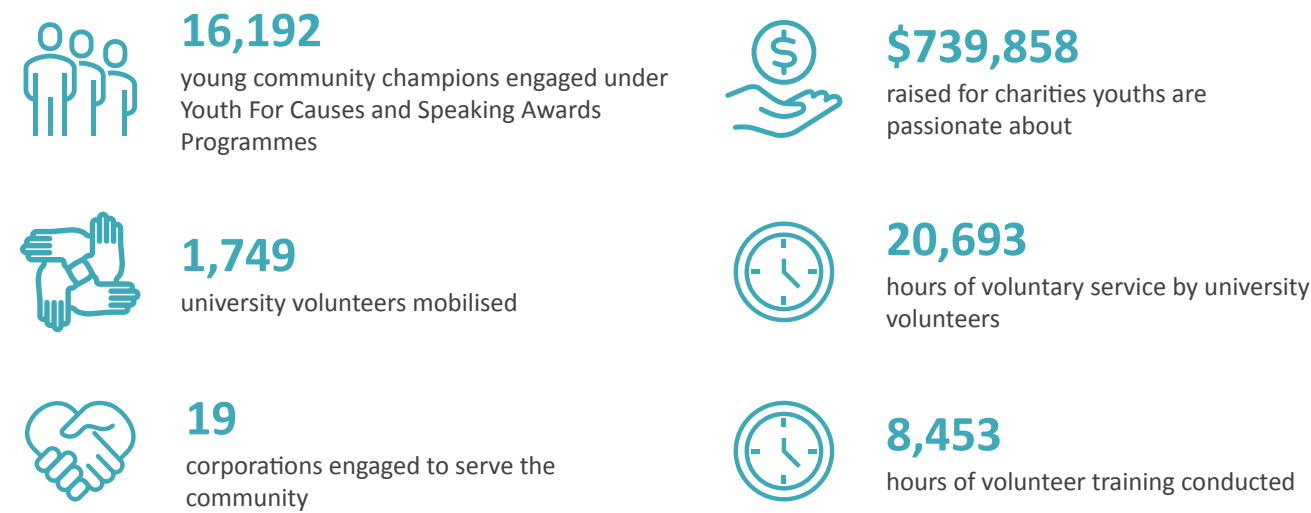 16,192
young community champions engaged under
Youth For Causes and Speaking Awards
Programmes
$739,858
raised for charities youths are
passionate about
1,749
university volunteers mobilised
20,693
hours of voluntary service by university
volunteers
19
corporations engaged to serve the
community
8,453
hours of volunteer training conducted